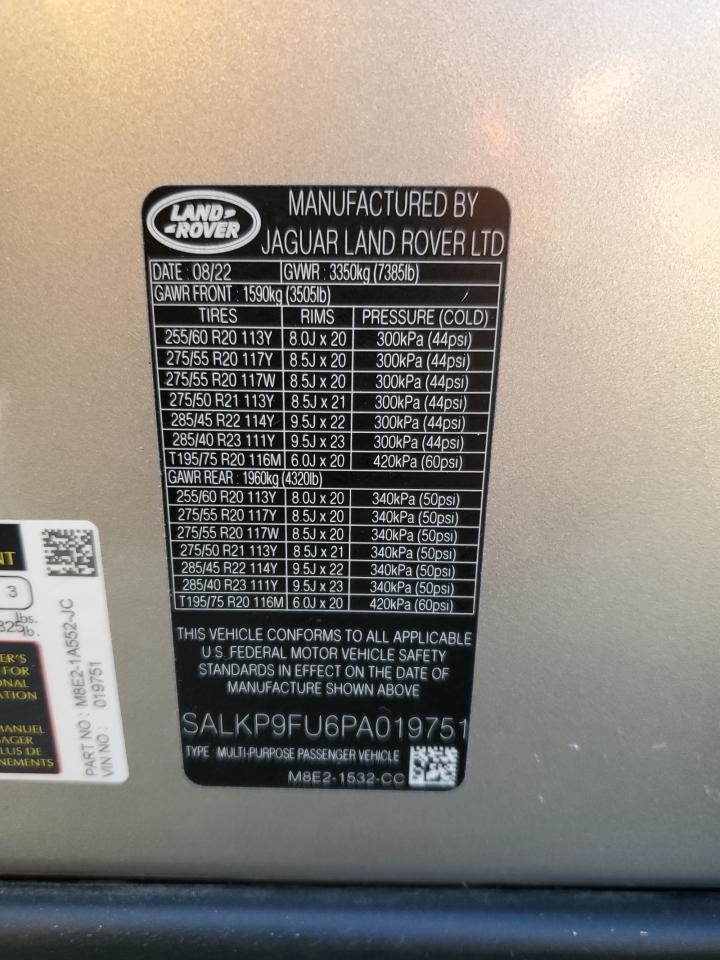 LAND ROVER
MANUFACTURED BY
JAGUAR LAND ROVER LTD
DATE : 08/22 GVWR : 3350kg (7385lb)
GAWR FRONT : 1590kg (3505lb)
TIRES RIMS PRESSURE (COLD)
255/60 R20 113Y 8.0J x 20 300kPa (44psi)
275/55 R20 117Y 8.5J x 20 300kPa (44psi)
275/55 R20 117W 8.5J x 20 300kPa (44psi)
275/50 R21 113Y 8.5J x 21 300kPa (44psi)
285/45 R22 114Y 9.5J x 22 300kPa (44psi)
285/40 R23 111Y 9.5J x 23 300kPa (44psi)
T195/75 R20 116M 6.0J x 20 420kPa (60psi)
GAWR REAR : 1960kg (4320lb)
255/60 R20 113Y 8.0J x 20 340kPa (50psi)
275/55 R20 117Y 8.5J x 20 340kPa (50psi)
275/55 R20 117W 8.5J x 20 340kPa (50psi)
275/50 R21 113Y 8.5J x 21 340kPa (50psi)
285/45 R22 114Y 9.5J x 22 340kPa (50psi)
285/40 R23 111Y 9.5J x 23 340kPa (50psi)
T195/75 R20 116M 6.0J x 20 420kPa (60psi)
THIS VEHICLE CONFORMS TO ALL APPLICABLE
U.S. FEDERAL MOTOR VEHICLE SAFETY
STANDARDS IN EFFECT ON THE DATE OF
MANUFACTURE SHOWN ABOVE
SALKP9FU6PA019751
TYPE : MULTI-PURPOSE PASSENGER VEHICLE
M8E2-1532-CC
3
lbs.
lb.
FOR
PLUS DE
PART NO : M8E2-1A552-JC
VIN NO : 019751